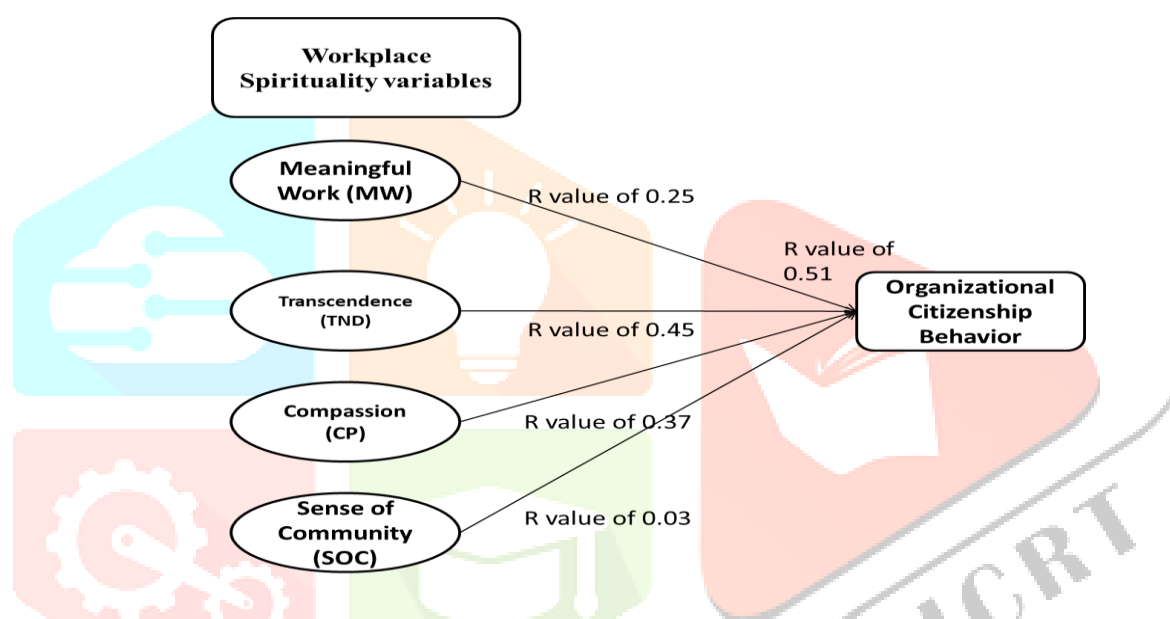 Workplace
Spirituality variables
Meaningful
Work (MW)
R value of 0.25
R value of
0.51
Organizational
Citizenship
Behavior
Transcendence
(TND)
R value of 0.45
Compassion
(CP)
R value of 0.37
Sense of
Community
(SOC)
R value of 0.03
IJCRT